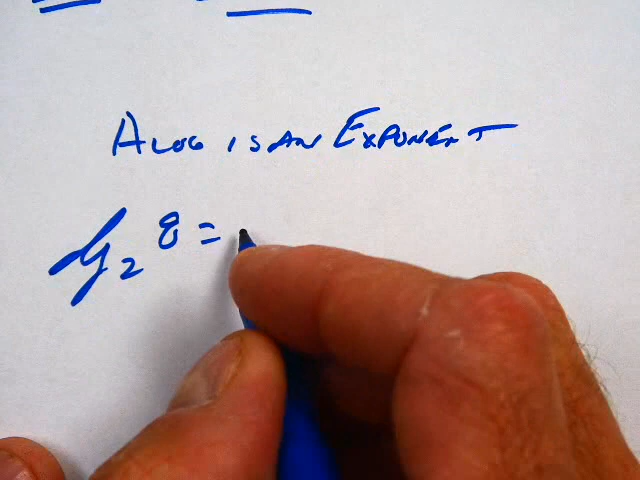 A LOG IS AN EXPONENT
log₂ 8 =